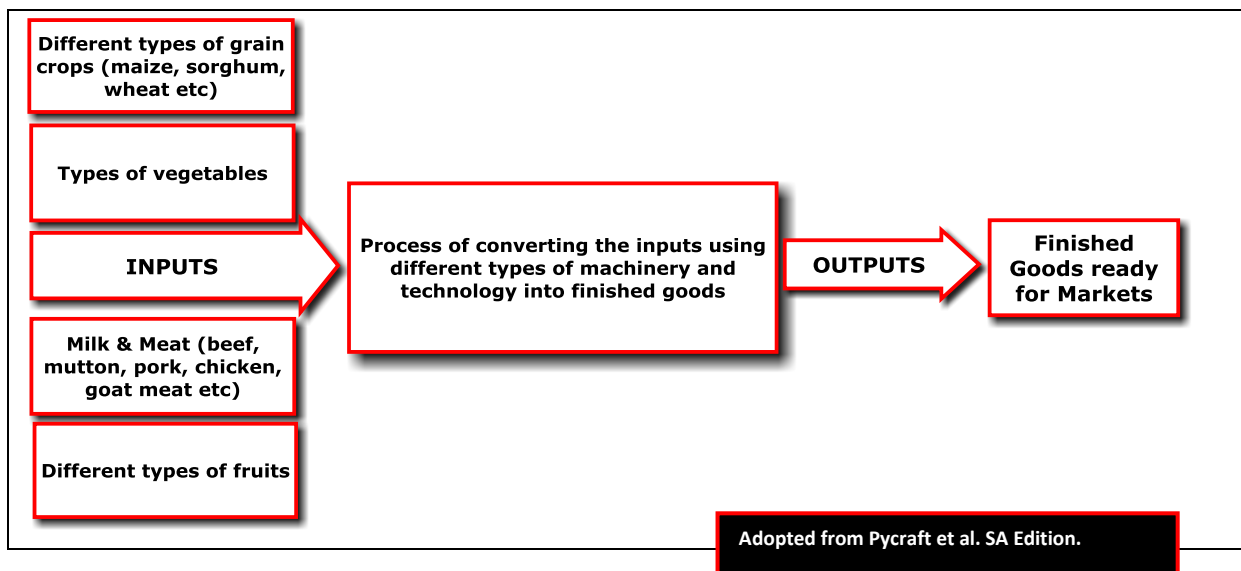 Different types of grain
crops (maize, sorghum,
wheat etc)
Types of vegetables
INPUTS
Milk & Meat (beef,
mutton, pork, chicken,
goat meat etc)
Different types of fruits
Process of converting the inputs using
different types of machinery and
technology into finished goods
OUTPUTS
Finished
Goods ready
for Markets
Adopted from Pycraft et al. SA Edition.